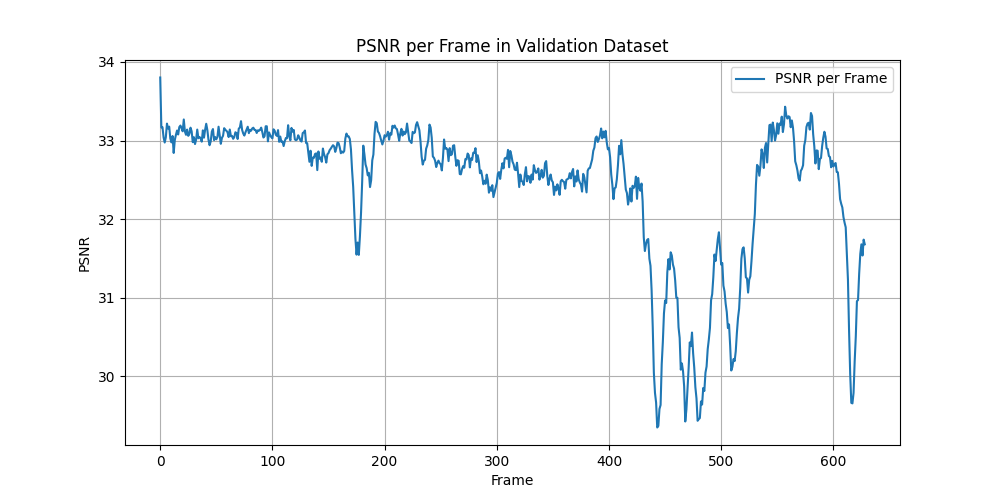 PSNR per Frame in Validation Dataset
PSNR per Frame
34
33
32
31
30
PSNR
0 100 200 300 400 500 600
Frame